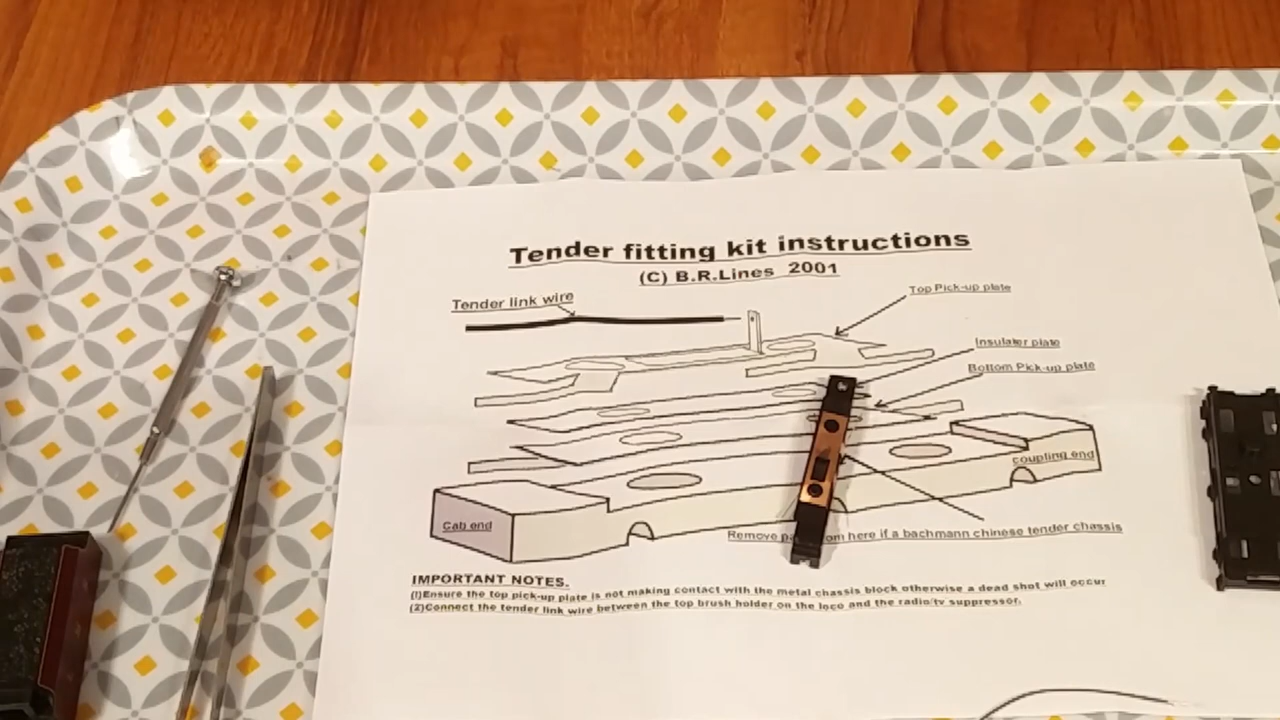 Tender fitting kit instructions
(C) B.R.Lines 2001
Tender link wire
Top Pick-up plate
Insulator plate
Bottom Pick-up plate
coupling end
Cab end
Remove from here if a bachmann chinese tender chassis
IMPORTANT NOTES.
(1)Ensure the top pick-up plate is not making contact with the metal chassis block otherwise a dead shot will occur
(2)Connect the tender link wire between the top brush holder on the loco and the radio/tv suppressor.